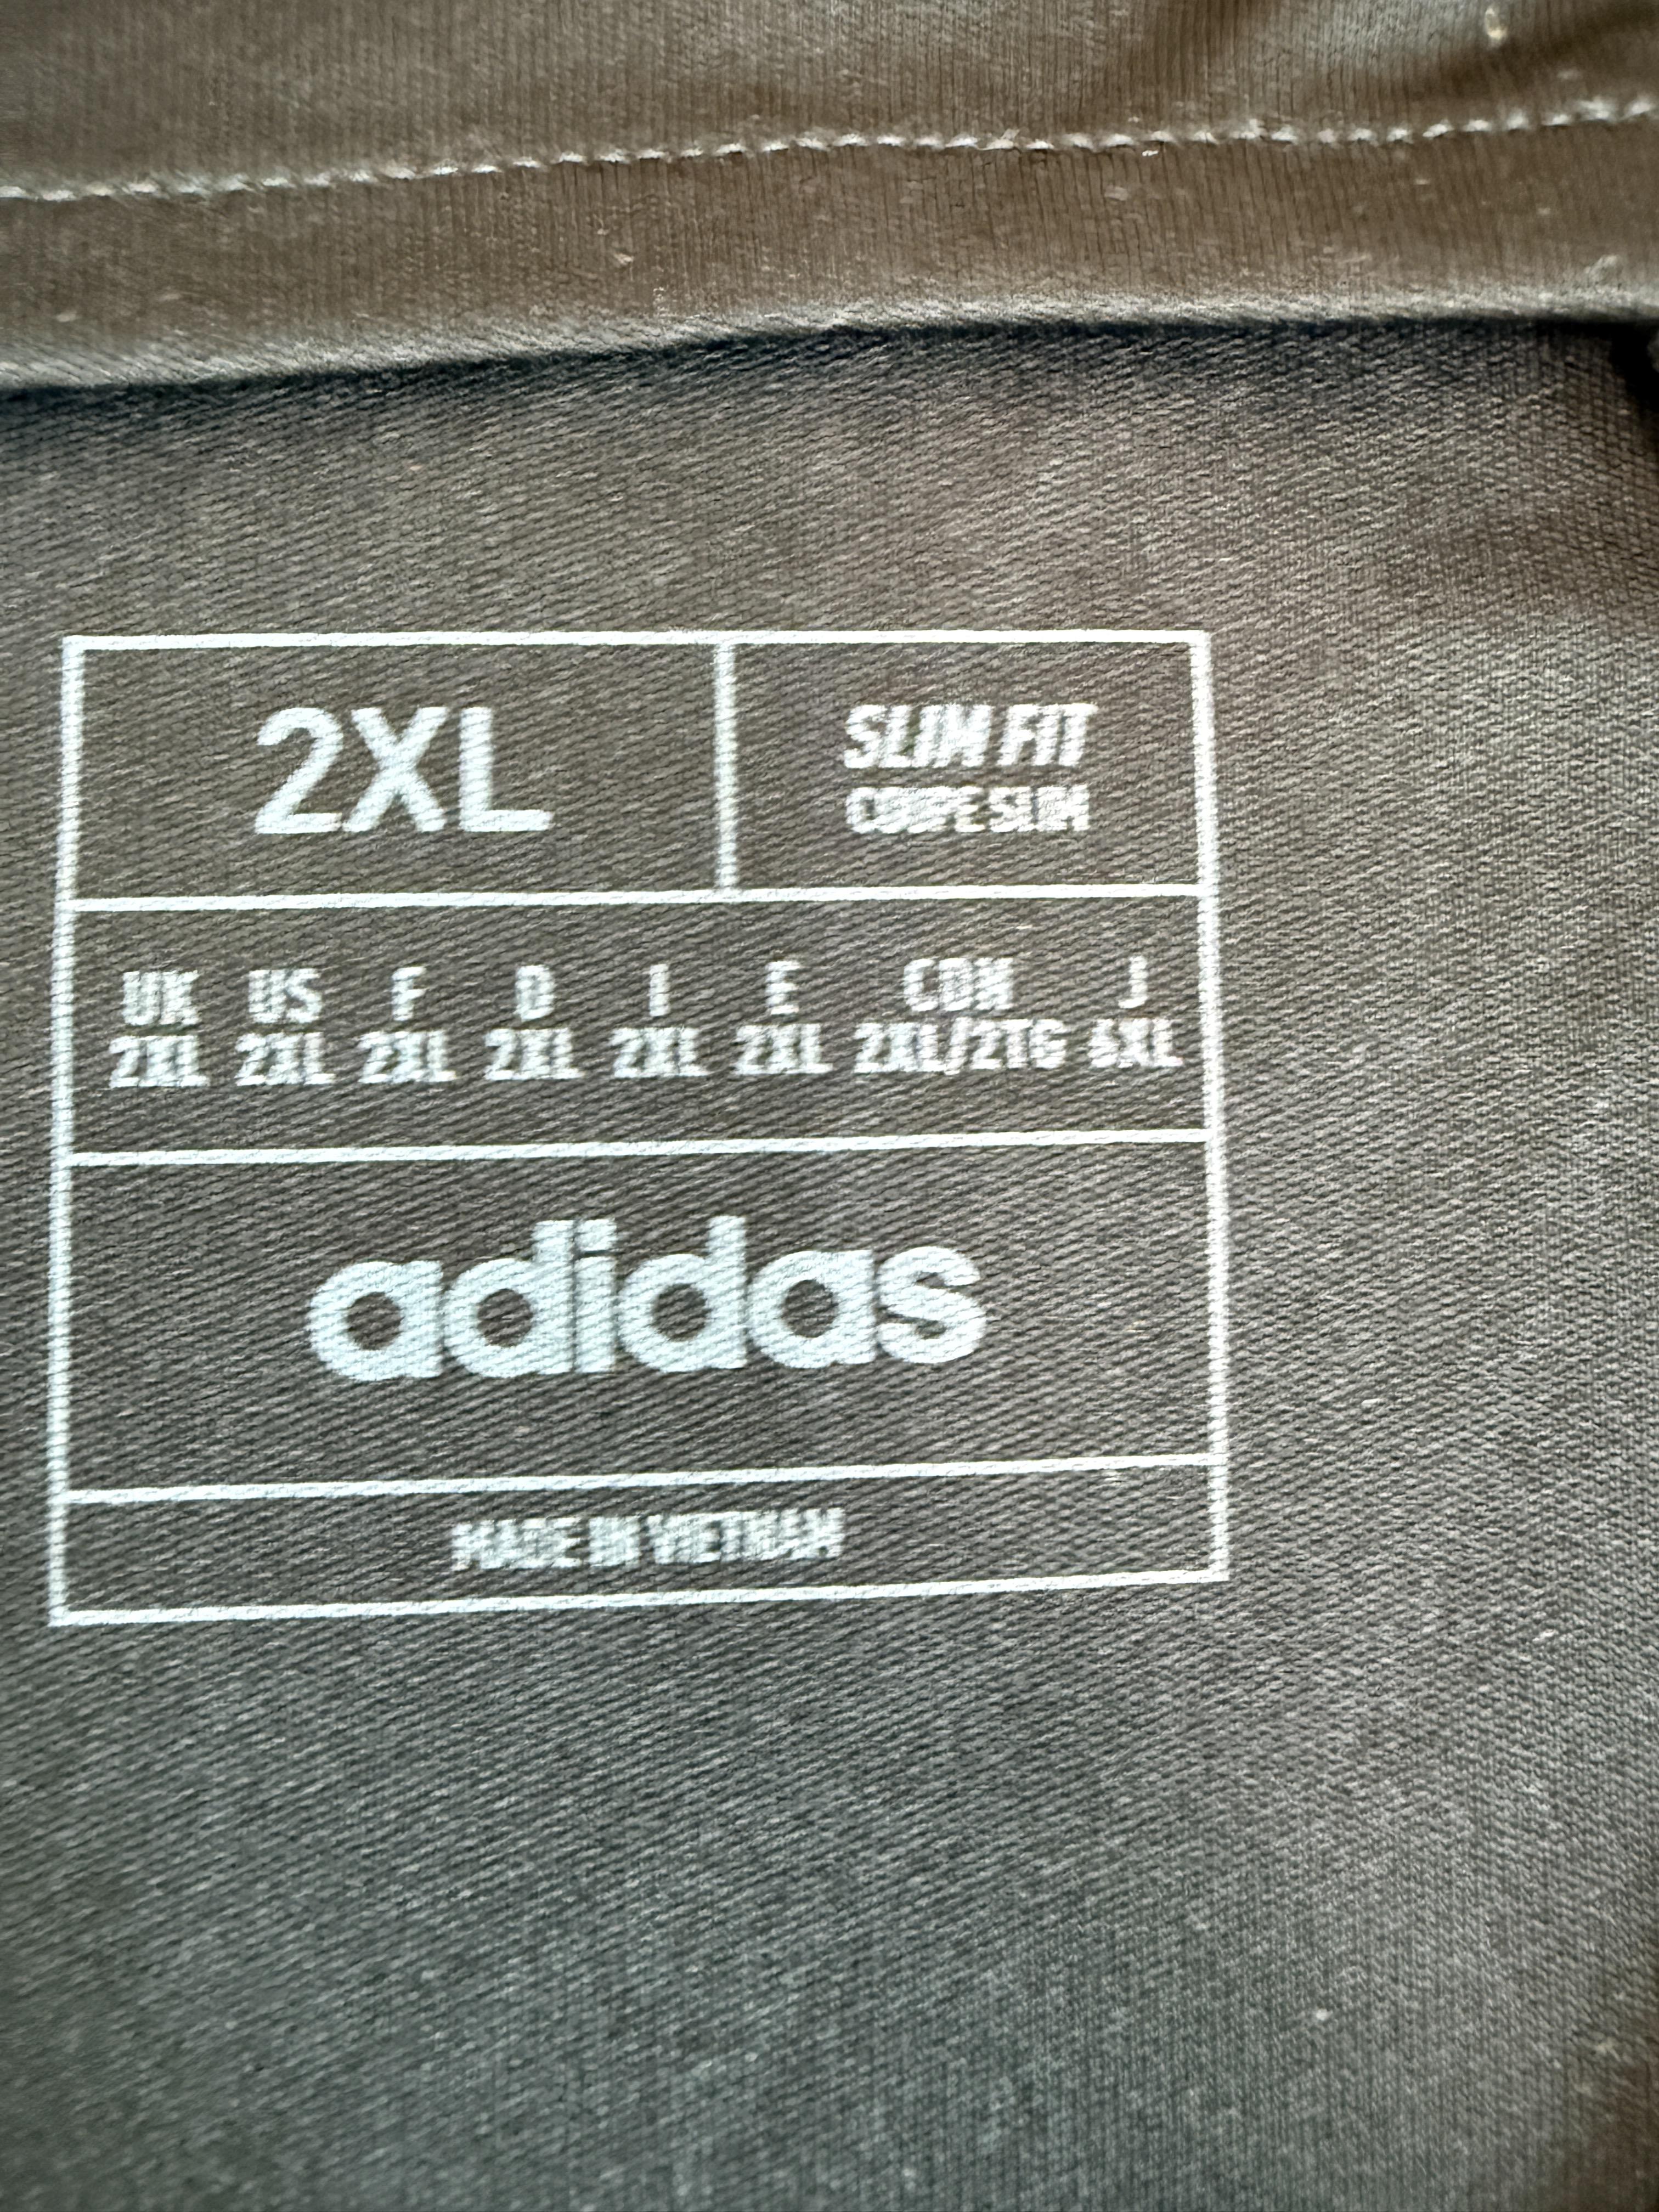 2XL
SLIM FIT
COUPE SLIM
UK US F D I E CDN J
2XL 2XL 2XL 2XL 2XL 2XL 2XL/2TG 6XL
adidas
MADE IN VIETNAM